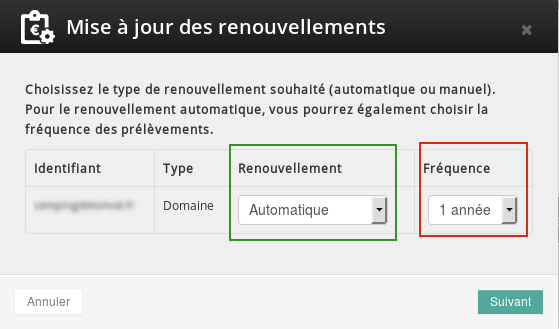 Mise à jour des renouvellements
Choisissez le type de renouvellement souhaité (automatique ou manuel).
Pour le renouvellement automatique, vous pourrez également choisir la
fréquence des prélèvements.
Identifiant Type Renouvellement Fréquence
Domaine Automatique 1 année
Annuler Suivant